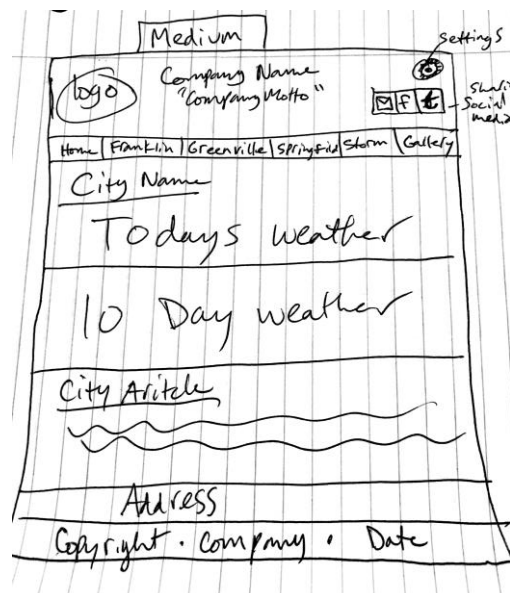 Medium
settings
logo
Company Name
"Company Motto"
M f t
Social
media
Home Franklin Greenville Springfield Storm Gallery
City Name
Todays weather
10 Day weather
City Aritcle
Address
Copyright · Company · Date